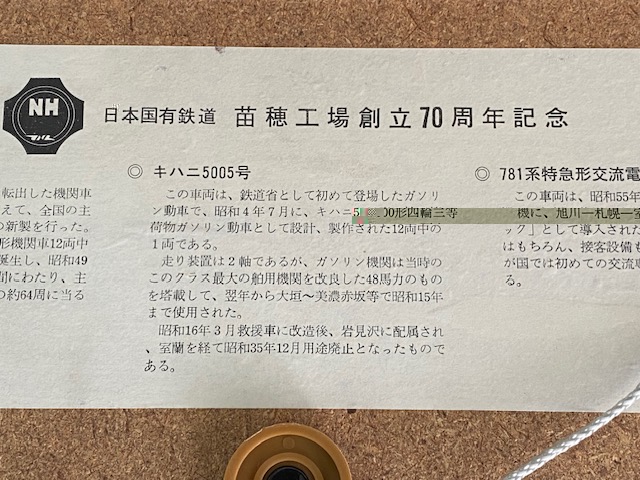 NH
日本国有鉄道 苗穂工場創立70周年記念
転出した機関車
えて、全国の主
の新製を行った。
形機関車12両中
誕生し、昭和49
間にわたり、主
の約64周に当る
◎ キハニ5005号
この車両は、鉄道省として初めて登場したガソリ
ン動車で、昭和4年7月に、キハニ5 00形四輪三等
荷物ガソリン動車として設計、製作された12両中の
1両である。
走り装置は2軸であるが、ガソリン機関は当時の
このクラス最大の舶用機関を改良した48馬力のもの
を塔載して、翌年から大垣～美濃赤坂等で昭和15年
まで使用された。
昭和16年3月救援車に改造後、岩見沢に配属され
、室蘭を経て昭和35年12月用途廃止となったもので
ある。
◎ 781系特急形交流電
この車両は、昭和55年
機に、旭川―札幌―室
ック」として導入された
はもちろん、接客設備も
が国では初めての交流専
る。